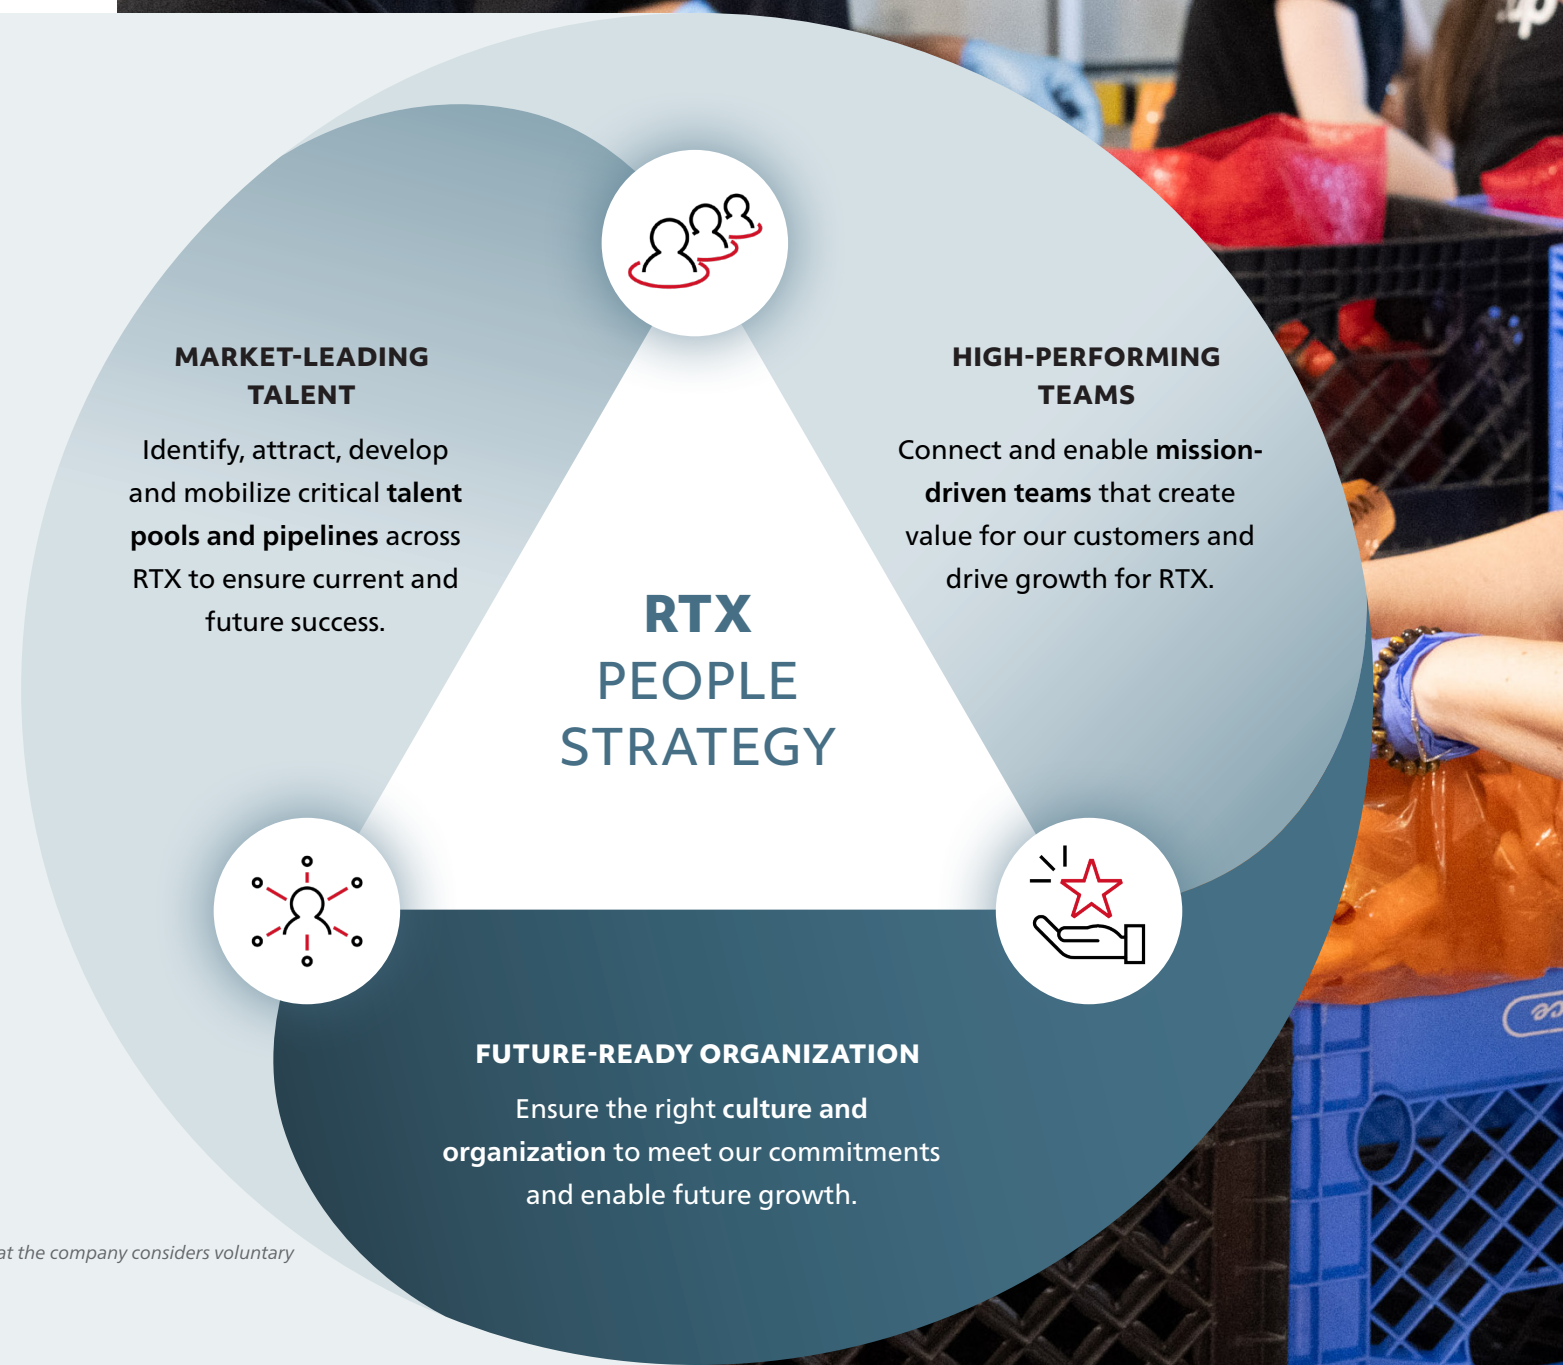 MARKET-LEADING
TALENT
Identify, attract, develop
and mobilize critical talent
pools and pipelines across
RTX to ensure current and
future success.
HIGH-PERFORMING
TEAMS
Connect and enable mission-
driven teams that create
value for our customers and
drive growth for RTX.
RTX
PEOPLE
STRATEGY
FUTURE-READY ORGANIZATION
Ensure the right culture and
organization to meet our commitments
and enable future growth.
at the company considers voluntary